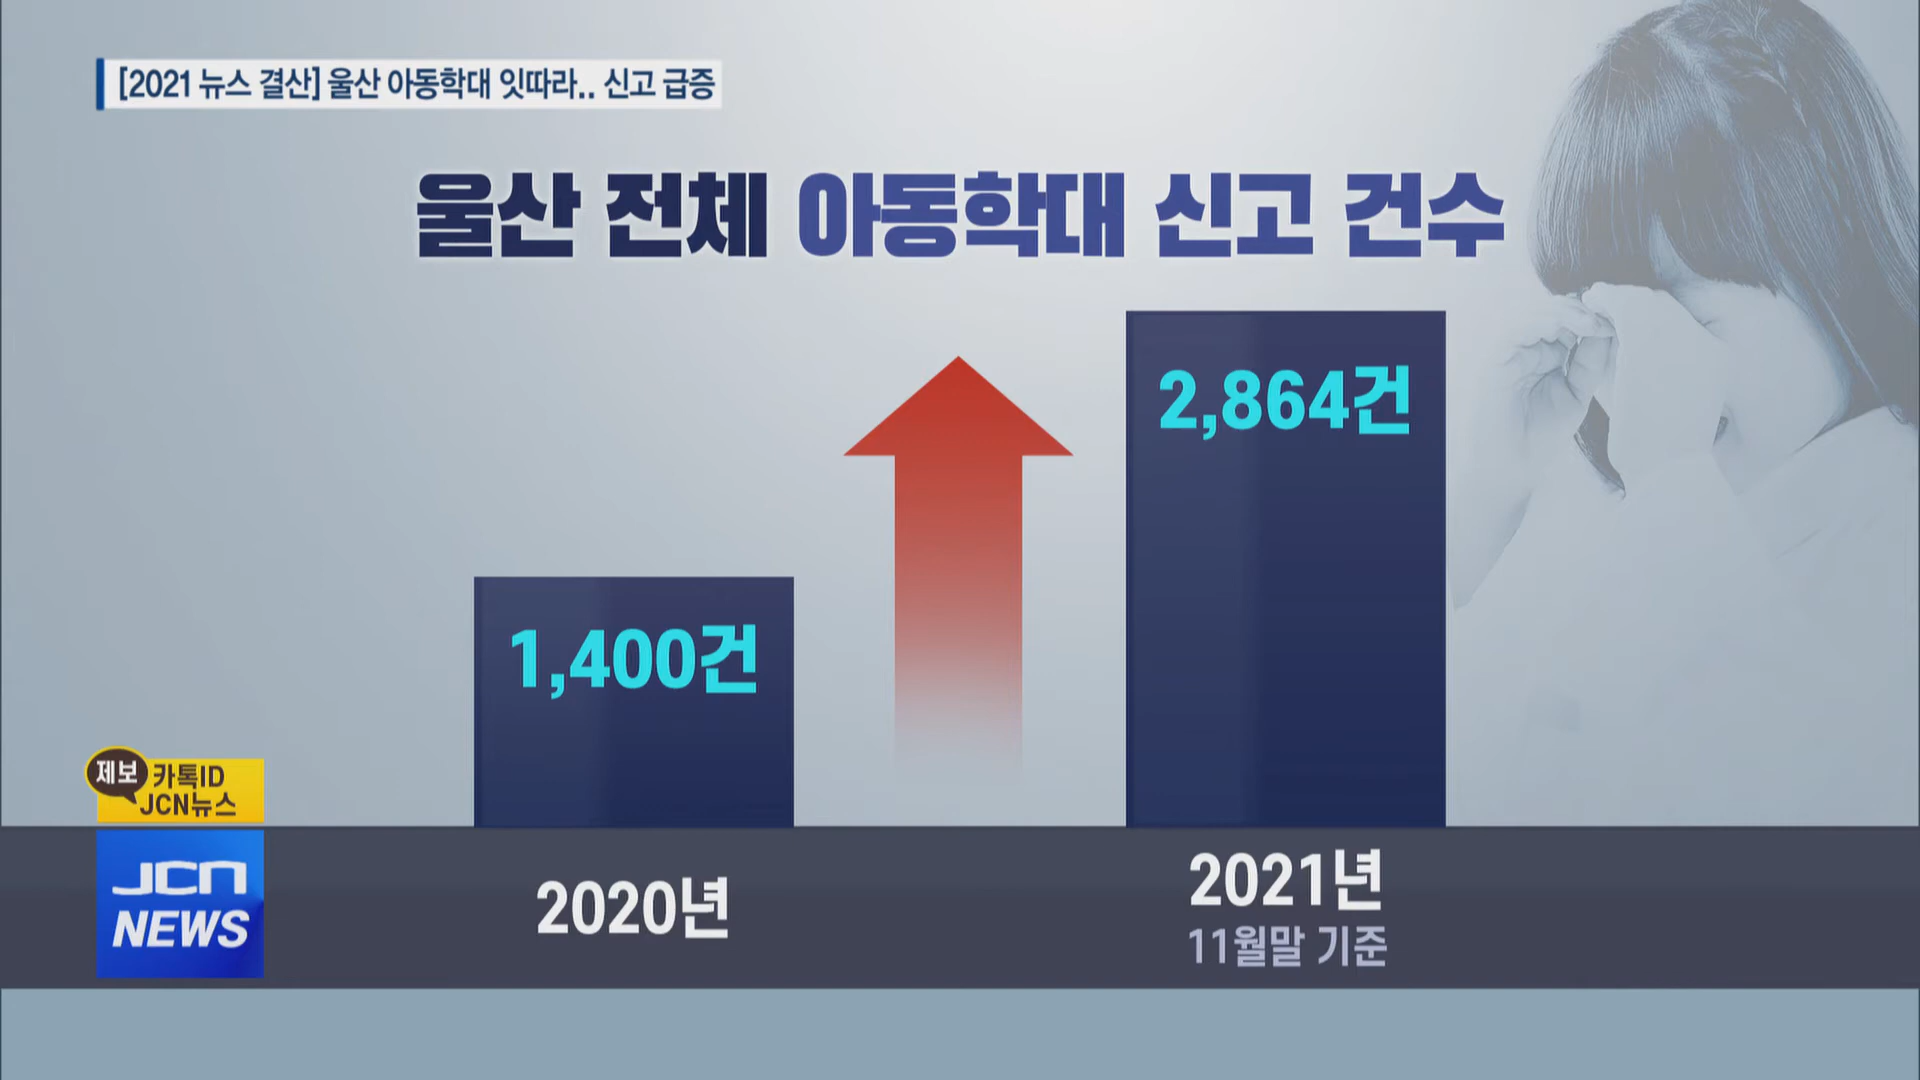 [2021 뉴스 결산] 울산 아동학대 잇따라.. 신고 급증
울산 전체 아동학대 신고 건수
2,864건
1,400건
제보 카톡ID
JCN뉴스
JCN
NEWS
2020년
2021년
11월말 기준